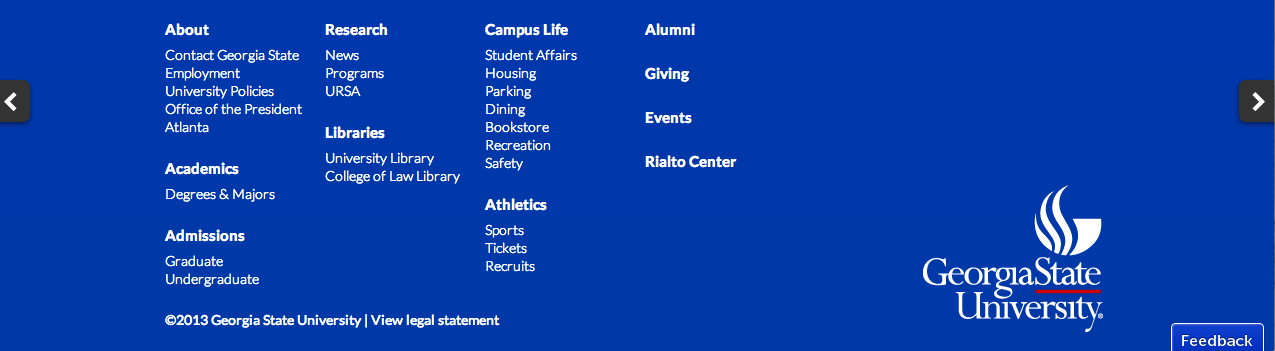 About
Contact Georgia State
Employment
University Policies
Office of the President
Atlanta
Academics
Degrees & Majors
Admissions
Graduate
Undergraduate
Research
News
Programs
URSA
Libraries
University Library
College of Law Library
Campus Life
Student Affairs
Housing
Parking
Dining
Bookstore
Recreation
Safety
Athletics
Sports
Tickets
Recruits
Alumni
Giving
Events
Rialto Center
GeorgiaState
University®
©2013 Georgia State University | View legal statement
Feedback